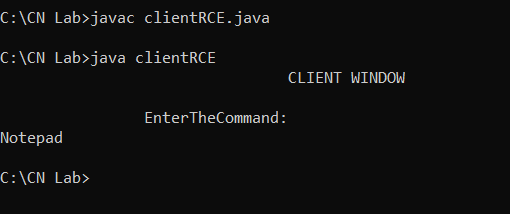 C:\CN Lab>javac clientRCE.java
C:\CN Lab>java clientRCE
CLIENT WINDOW
EnterTheCommand:
Notepad
C:\CN Lab>